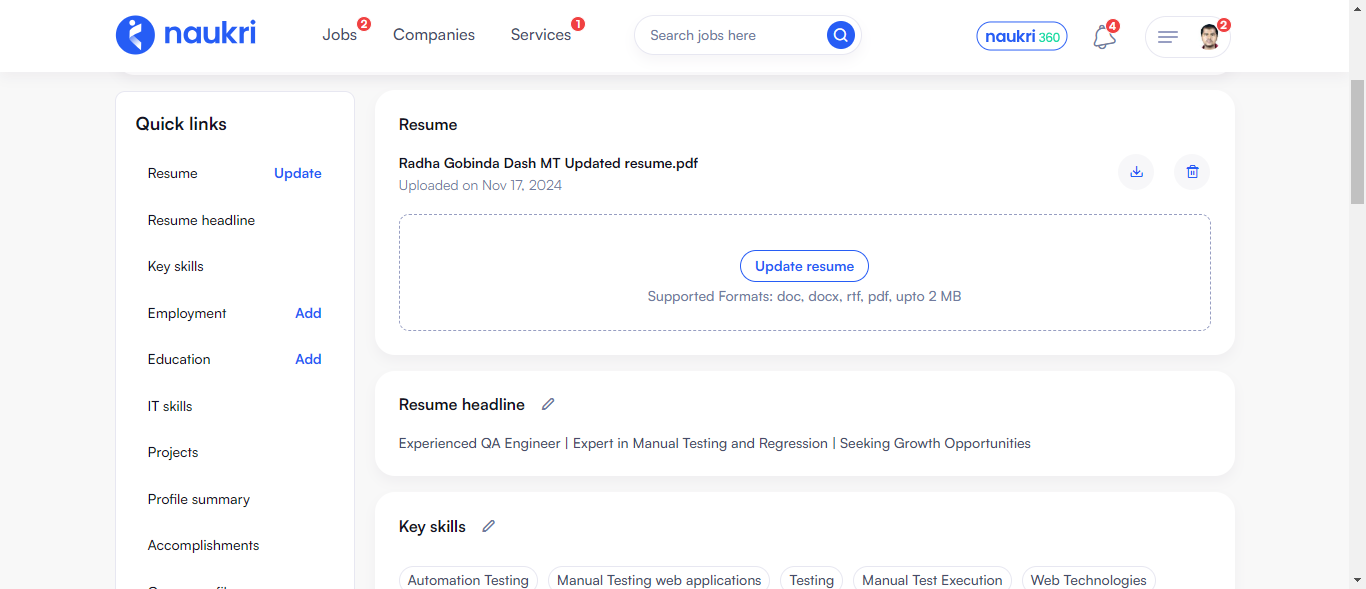 naukri
Jobs 2
Companies
Services 1
Search jobs here
naukri 360
4
2
Quick links
Resume Update
Resume headline
Key skills
Employment Add
Education Add
IT skills
Projects
Profile summary
Accomplishments
Resume
Radha Gobinda Dash MT Updated resume.pdf
Uploaded on Nov 17, 2024
Update resume
Supported Formats: doc, docx, rtf, pdf, upto 2 MB
Resume headline
Experienced QA Engineer | Expert in Manual Testing and Regression | Seeking Growth Opportunities
Key skills
Automation Testing Manual Testing web applications Testing Manual Test Execution Web Technologies